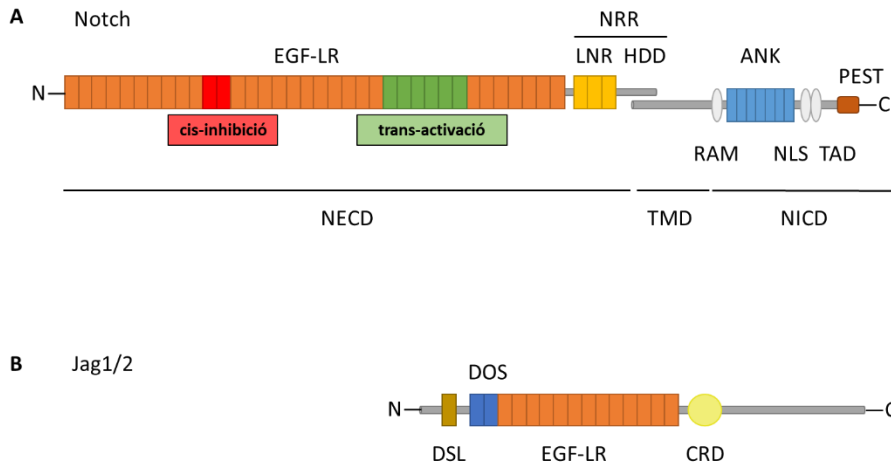 A Notch
NRR
EGF-LR LNR HDD ANK
PEST
N C
cis-inhibició trans-activació
RAM NLS TAD
NECD TMD NICD
B Jag1/2
DOS
N C
DSL EGF-LR CRD